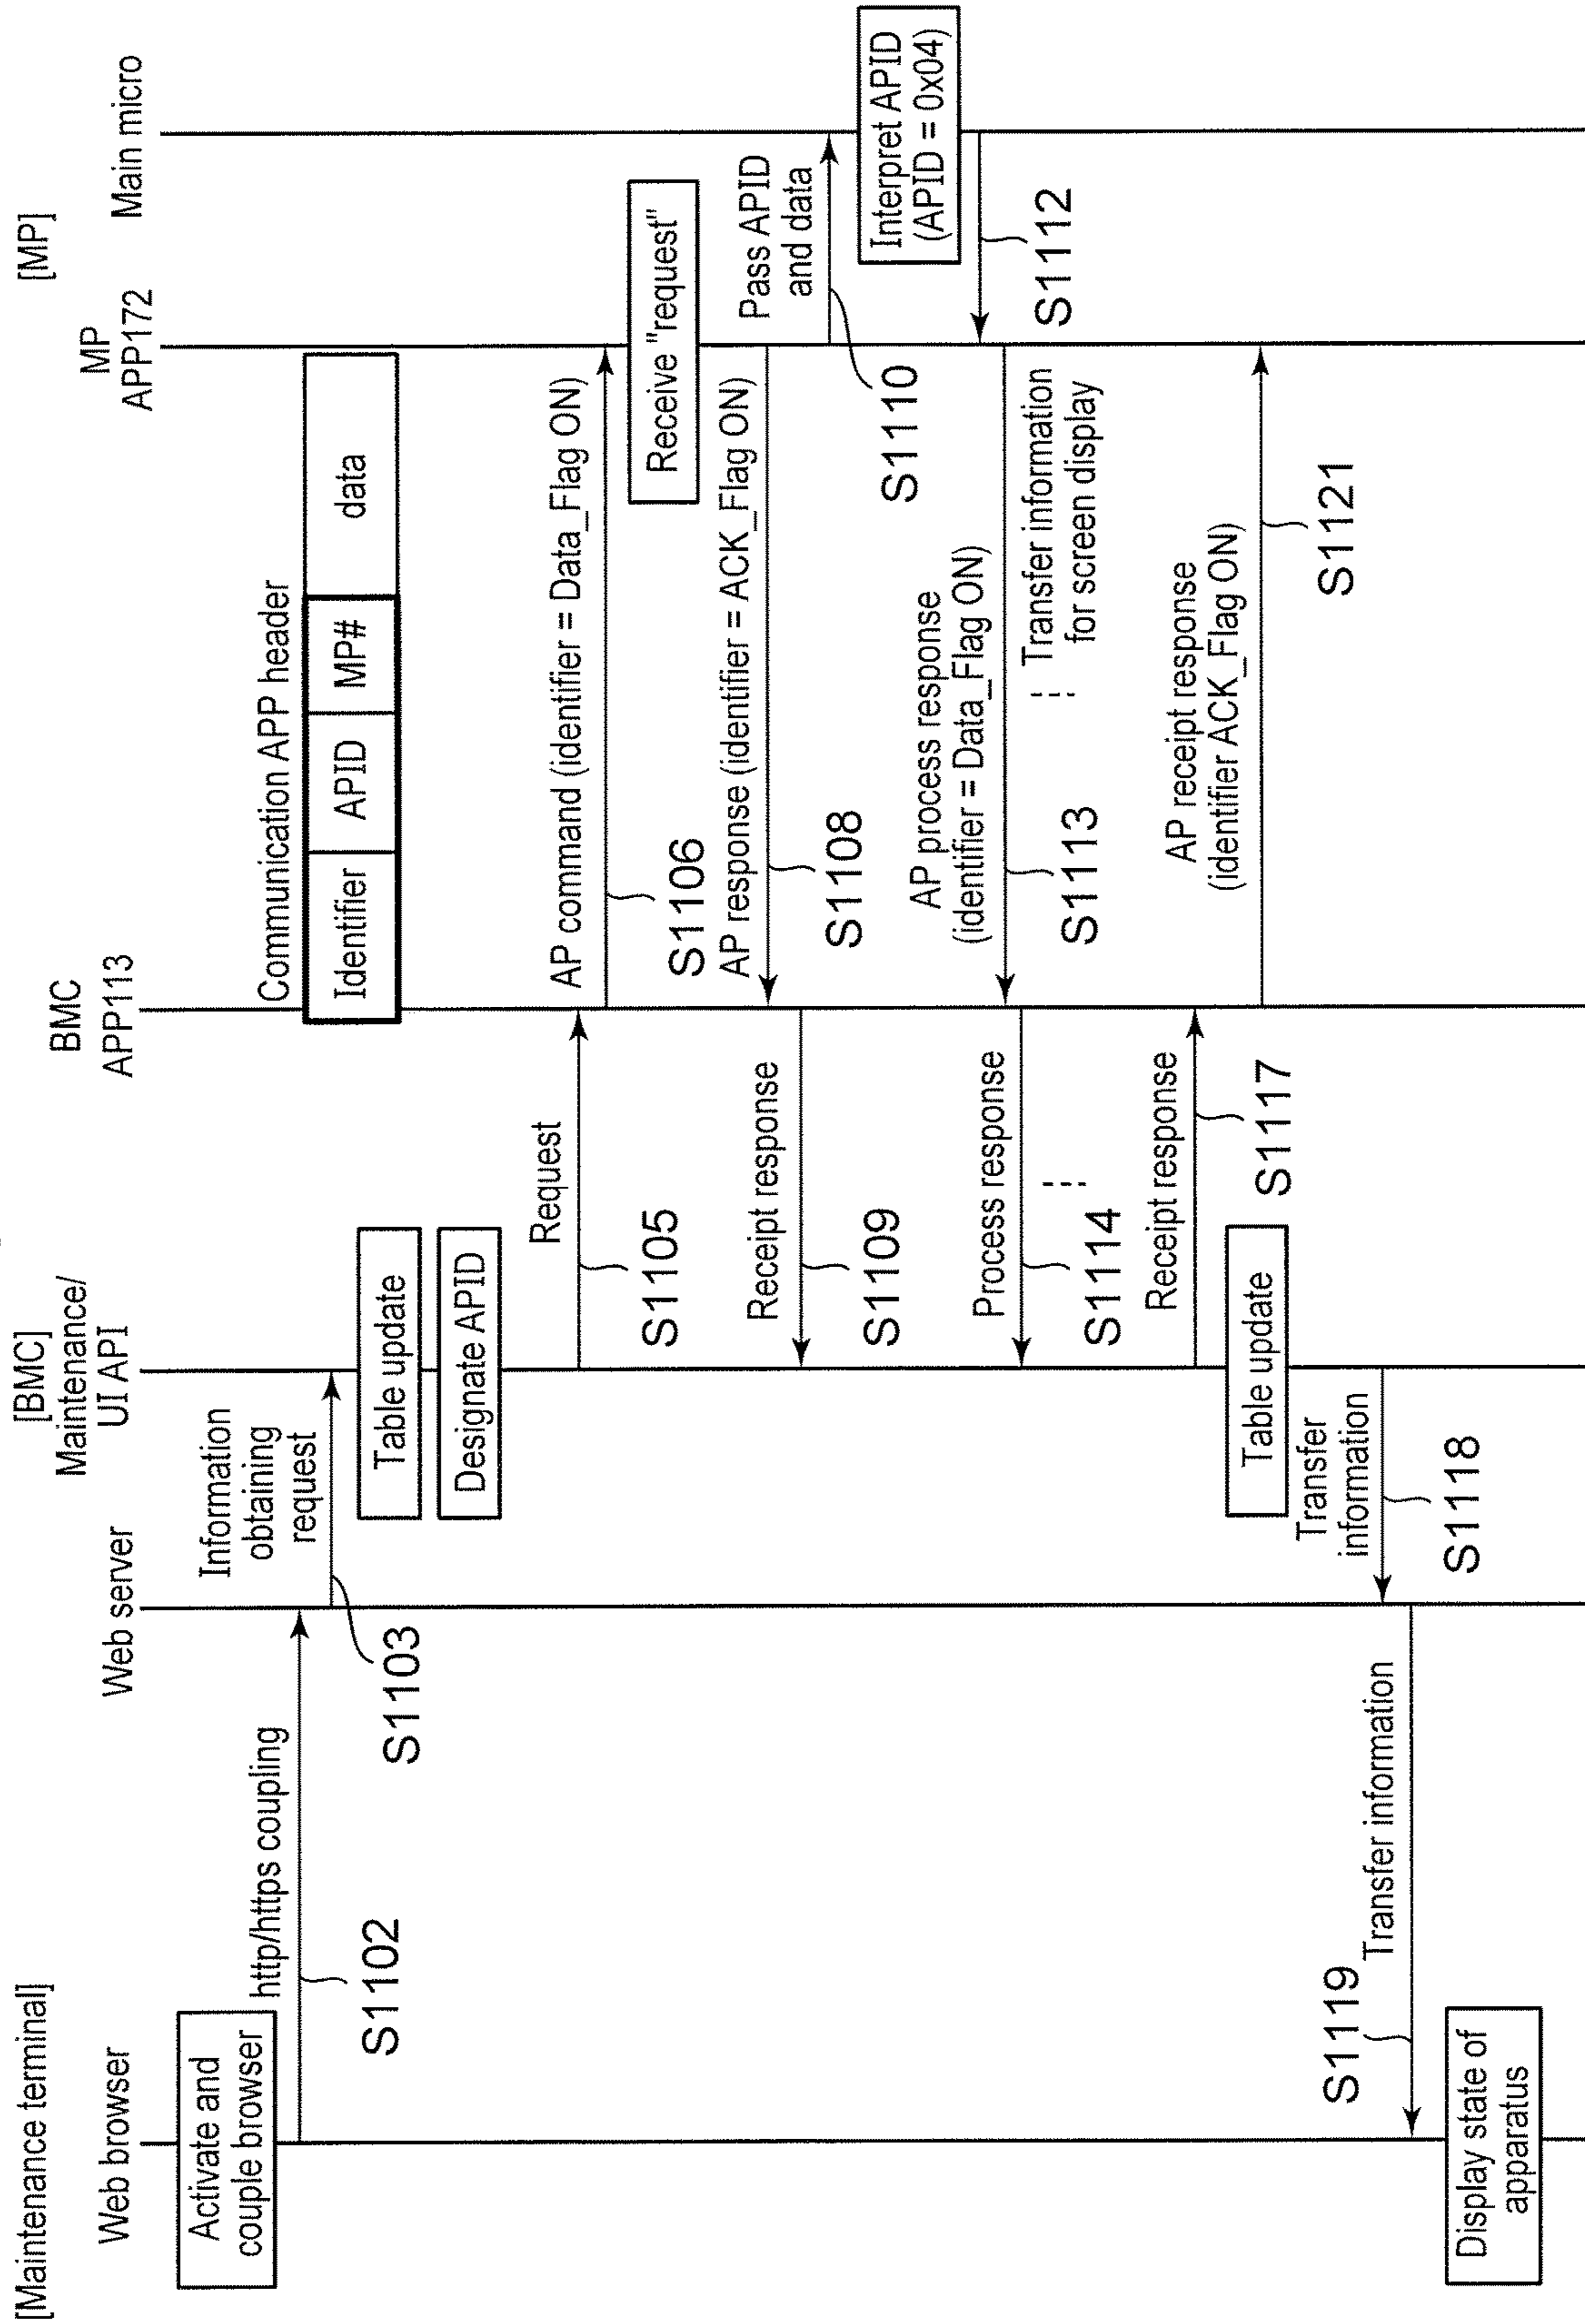 [Maintenance terminal]
Web browser
Web server
[BMC]
Maintenance/
UI API
BMC
APP113
MP
APP172
[MP]
Main micro
Activate and
couple browser
http/https coupling
S1102
Information
obtaining
request
S1103
Table update
Designate APID
Communication APP header
Identifier
APID
MP#
data
Request
S1105
AP command (identifier = Data_Flag ON)
S1106
Receive "request"
AP response (identifier = ACK_Flag ON)
S1108
Receipt response
S1109
Pass APID
and data
S1110
Interpret APID
(APID = 0x04)
S1112
AP process response
(identifier = Data_Flag ON)
S1113
Transfer information
for screen display
Process response
S1114
Receipt response
S1117
AP receipt response
(identifier ACK_Flag ON)
S1121
Table update
Transfer
information
S1118
Transfer information
S1119
Display state of
apparatus